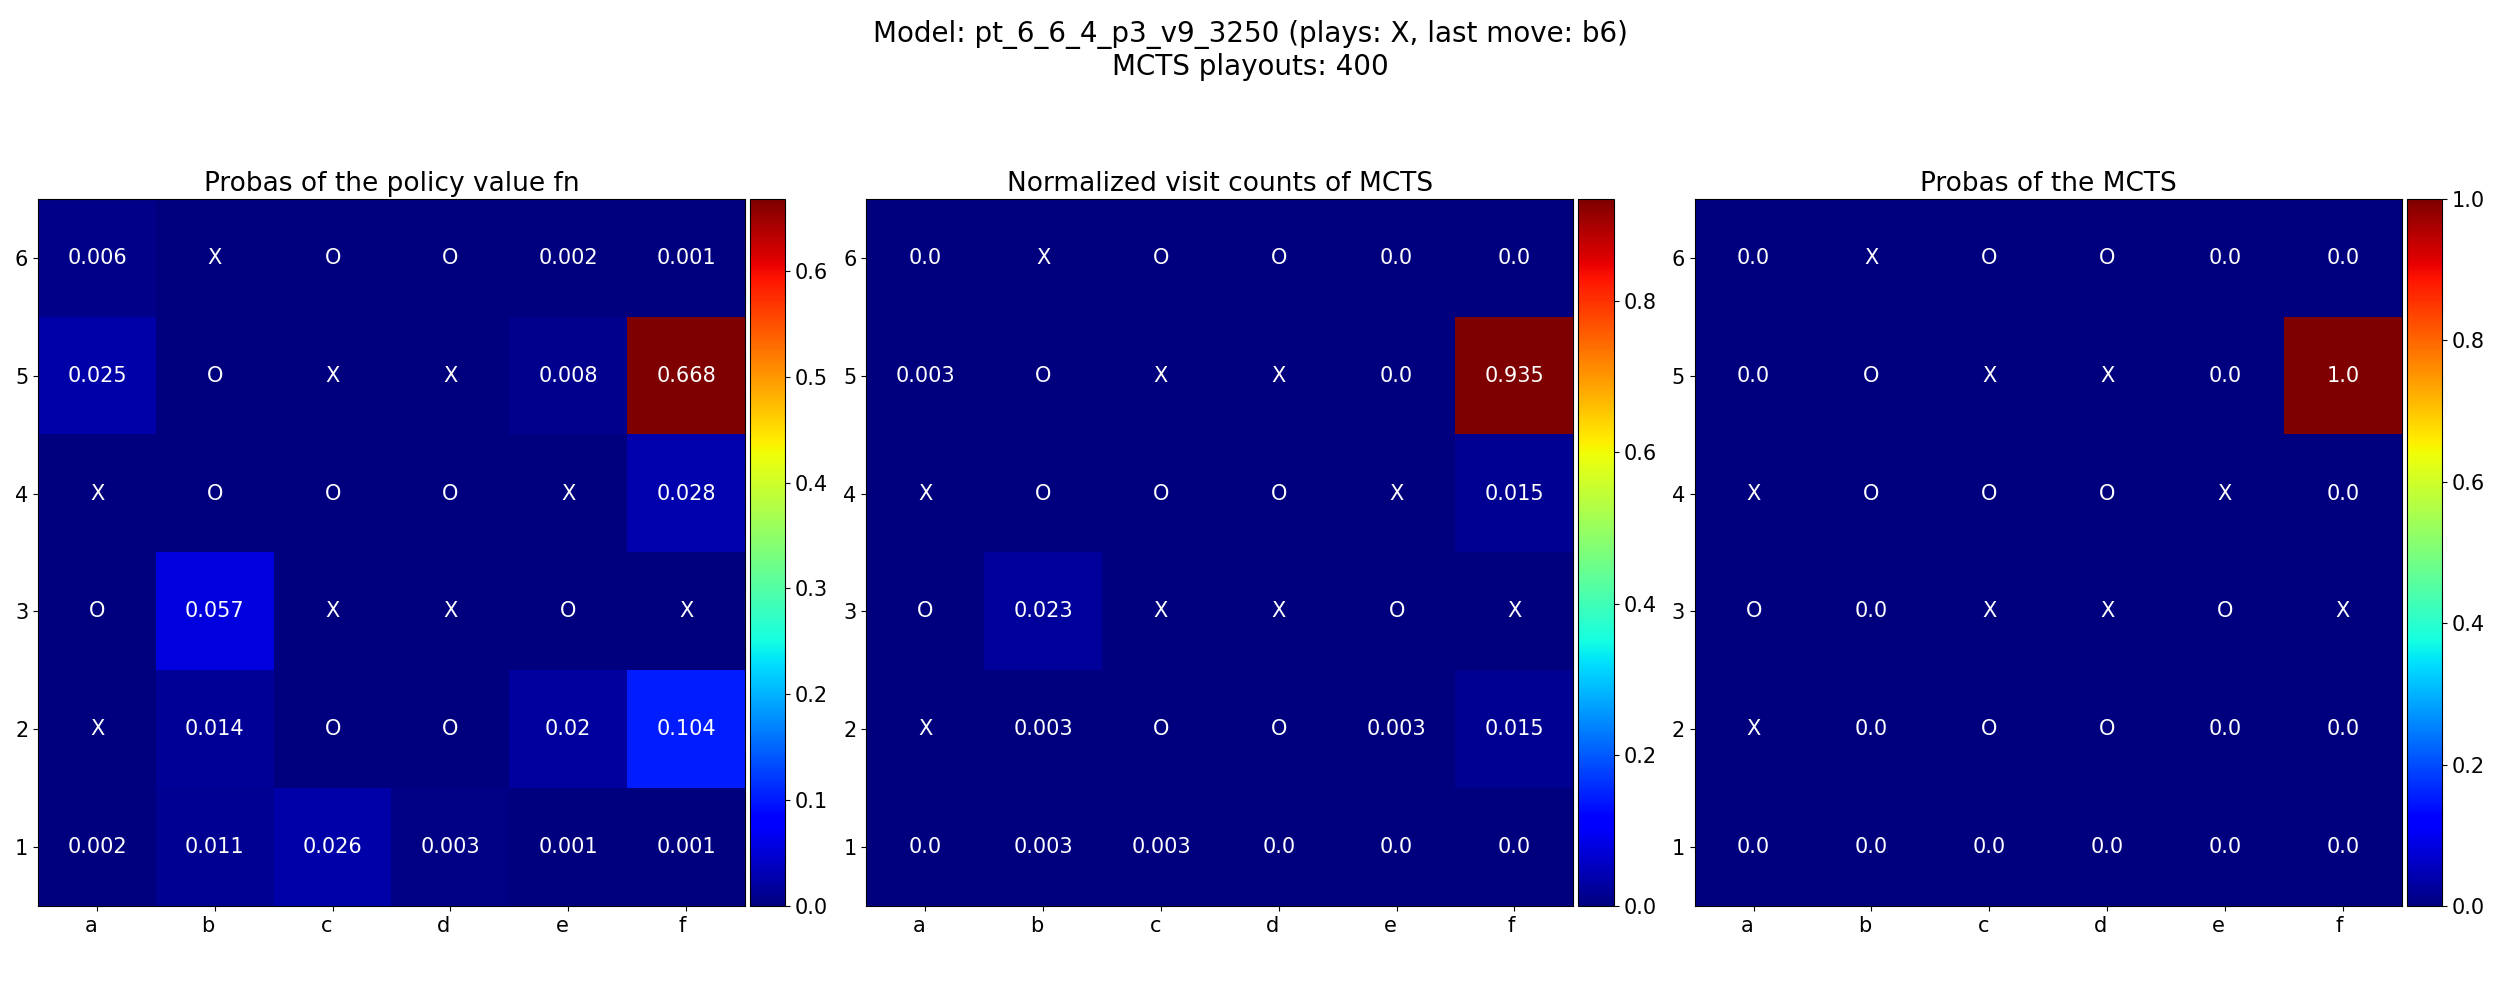 Model: pt_6_6_4_p3_v9_3250 (plays: X, last move: b6)
MCTS playouts: 400
Probas of the policy value fn
6 0.006 X O O 0.002 0.001
5 0.025 O X X 0.008 0.668
4 X O O O X 0.028
3 O 0.057 X X O X
2 X 0.014 O O 0.02 0.104
1 0.002 0.011 0.026 0.003 0.001 0.001
a b c d e f
0.6
0.5
0.4
0.3
0.2
0.1
0.0
Normalized visit counts of MCTS
6 0.0 X O O 0.0 0.0
5 0.003 O X X 0.0 0.935
4 X O O O X 0.015
3 O 0.023 X X O X
2 X 0.003 O O 0.003 0.015
1 0.0 0.003 0.003 0.0 0.0 0.0
a b c d e f
0.8
0.6
0.4
0.2
0.0
Probas of the MCTS
6 0.0 X O O 0.0 0.0
5 0.0 O X X 0.0 1.0
4 X O O O X 0.0
3 O 0.0 X X O X
2 X 0.0 O O 0.0 0.0
1 0.0 0.0 0.0 0.0 0.0 0.0
a b c d e f
1.0
0.8
0.6
0.4
0.2
0.0